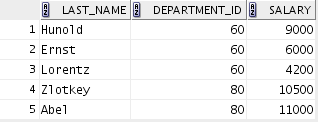 LAST_NAME DEPARTMENT_ID SALARY
1 Hunold 60 9000
2 Ernst 60 6000
3 Lorentz 60 4200
4 Zlotkey 80 10500
5 Abel 80 11000